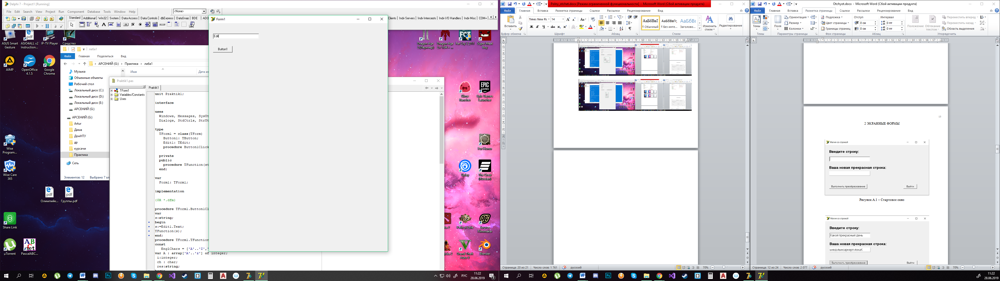 Delphi 7 - Project1 [Running]
File Edit Search View Project Run Component Database Tools Window Help
<None>
Standard Additional Win32 System Data Access Data Controls dbExpress DataSnap BDE ADO
Clients Indy Servers Indy Intercepts Indy I/O Handlers Indy Misc COM+
Form1
Edit
Button1
ASUS Smart Gesture
ASIO4ALL v2 Instruction...
IP-TV Player
Средство
AIMP
OpenOffice 4.1.5
Google Chrome
Wise Program...
Wise Care 365
Олимпийк...
Группы.pdf
Share Link
µTorrent
PascalABC...
лаба1
Файл Главная Поделиться Вид
АРСЕНИЙ (G:) Практика лаба1
Имя
Дата из
Музыка
Объемные объекты
Рабочий стол
Локальный диск (C:)
Локальный диск (D:)
Локальный диск (E:)
АРСЕНИЙ (G:)
АРСЕНИЙ (G:)
Artur
Дима
ДонНТУ
др
курсачи
Практика
Сеть
Элементов: 12 Выбрано 7 эл
Praktik1.pas
TForm1
Variables/Constants
Uses
Praktik1
unit Praktik1;
interface
uses
Windows, Messages, SysUt
Dialogs, StdCtrls, StrUt
type
TForm1 = class(TForm)
Button1: TButton;
Edit1: TEdit;
procedure Button1Click
private
public
procedure TFunction(st
end;
var
Form1: TForm1;
implementation
{$R *.dfm}
procedure TForm1.Button1Cl
var
s:string;
begin
s:=Edit1.Text;
TFunction(s);
end;
procedure TForm1.TFunction
const
EnglChars = ['A'..'Z','
var A : array['A'..'z'] of integer;
i:integer;
ch : char;
res:string;
Dragon Age 2 (Лаунчер)
Dragon Age 2.v 1.04 + ...
Far Cry 3_D11
Super Meat Boy
Slime Rancher
Epic Games Launcher
For Honor
Uplay
The Crew (Russian)
Path of Exile
Source Filmmaker
Grand Theft Auto V
Blender
РУС
11:22
28.06.2019
Polny_otchet.docx [Режим ограниченной функциональности] - Microsoft Word (Сбой активации продукта)
Файл Главная Вставка Разметка страницы Ссылки Рассылки Рецензирование Вид
Вставить
Times New Ro 14
Ж К Ч
АаБбВвГ АаБбВвГг, АаБбВв
Обычный Без инте... Заголово...
Изменить стили
Редактирование
Буфер обмена Шрифт Абзац Стили
Страница: 20 из 21 Число слов: 1 761 русский 70%
Otchyot.docx - Microsoft Word (Сбой активации продукта)
Файл Главная Вставка Разметка страницы Ссылки Рассылки Рецензирование Вид
Темы
Поля
Ориентация
Размер
Колонки
Подложка
Цвет страницы
Границы страниц
Отступ
0 см
0 см
Интервал
0 пт
0 пт
Положение
Обтекание текстом
Переместить вперед
Переместить назад
Область выделения
Темы Параметры страницы Фон страницы Абзац Упорядочить
13
2 ЭКРАННЫЕ ФОРМЫ
Магия со строкой
Введите строку:
Ваша новая прекрасная строка:
Выполнить преобразование
Выйти
Рисунок А.1 – Стартовое окно
Магия со строкой
Введите строку:
Какой прекрасный день
Ваша новая прекрасная строка:
ьнед йынсаркерп йокаК
Выполнить преобразование
Выйти
Страница: 12 из 24 Число слов: 2 077 русский 70%
11:22
28.06.2019